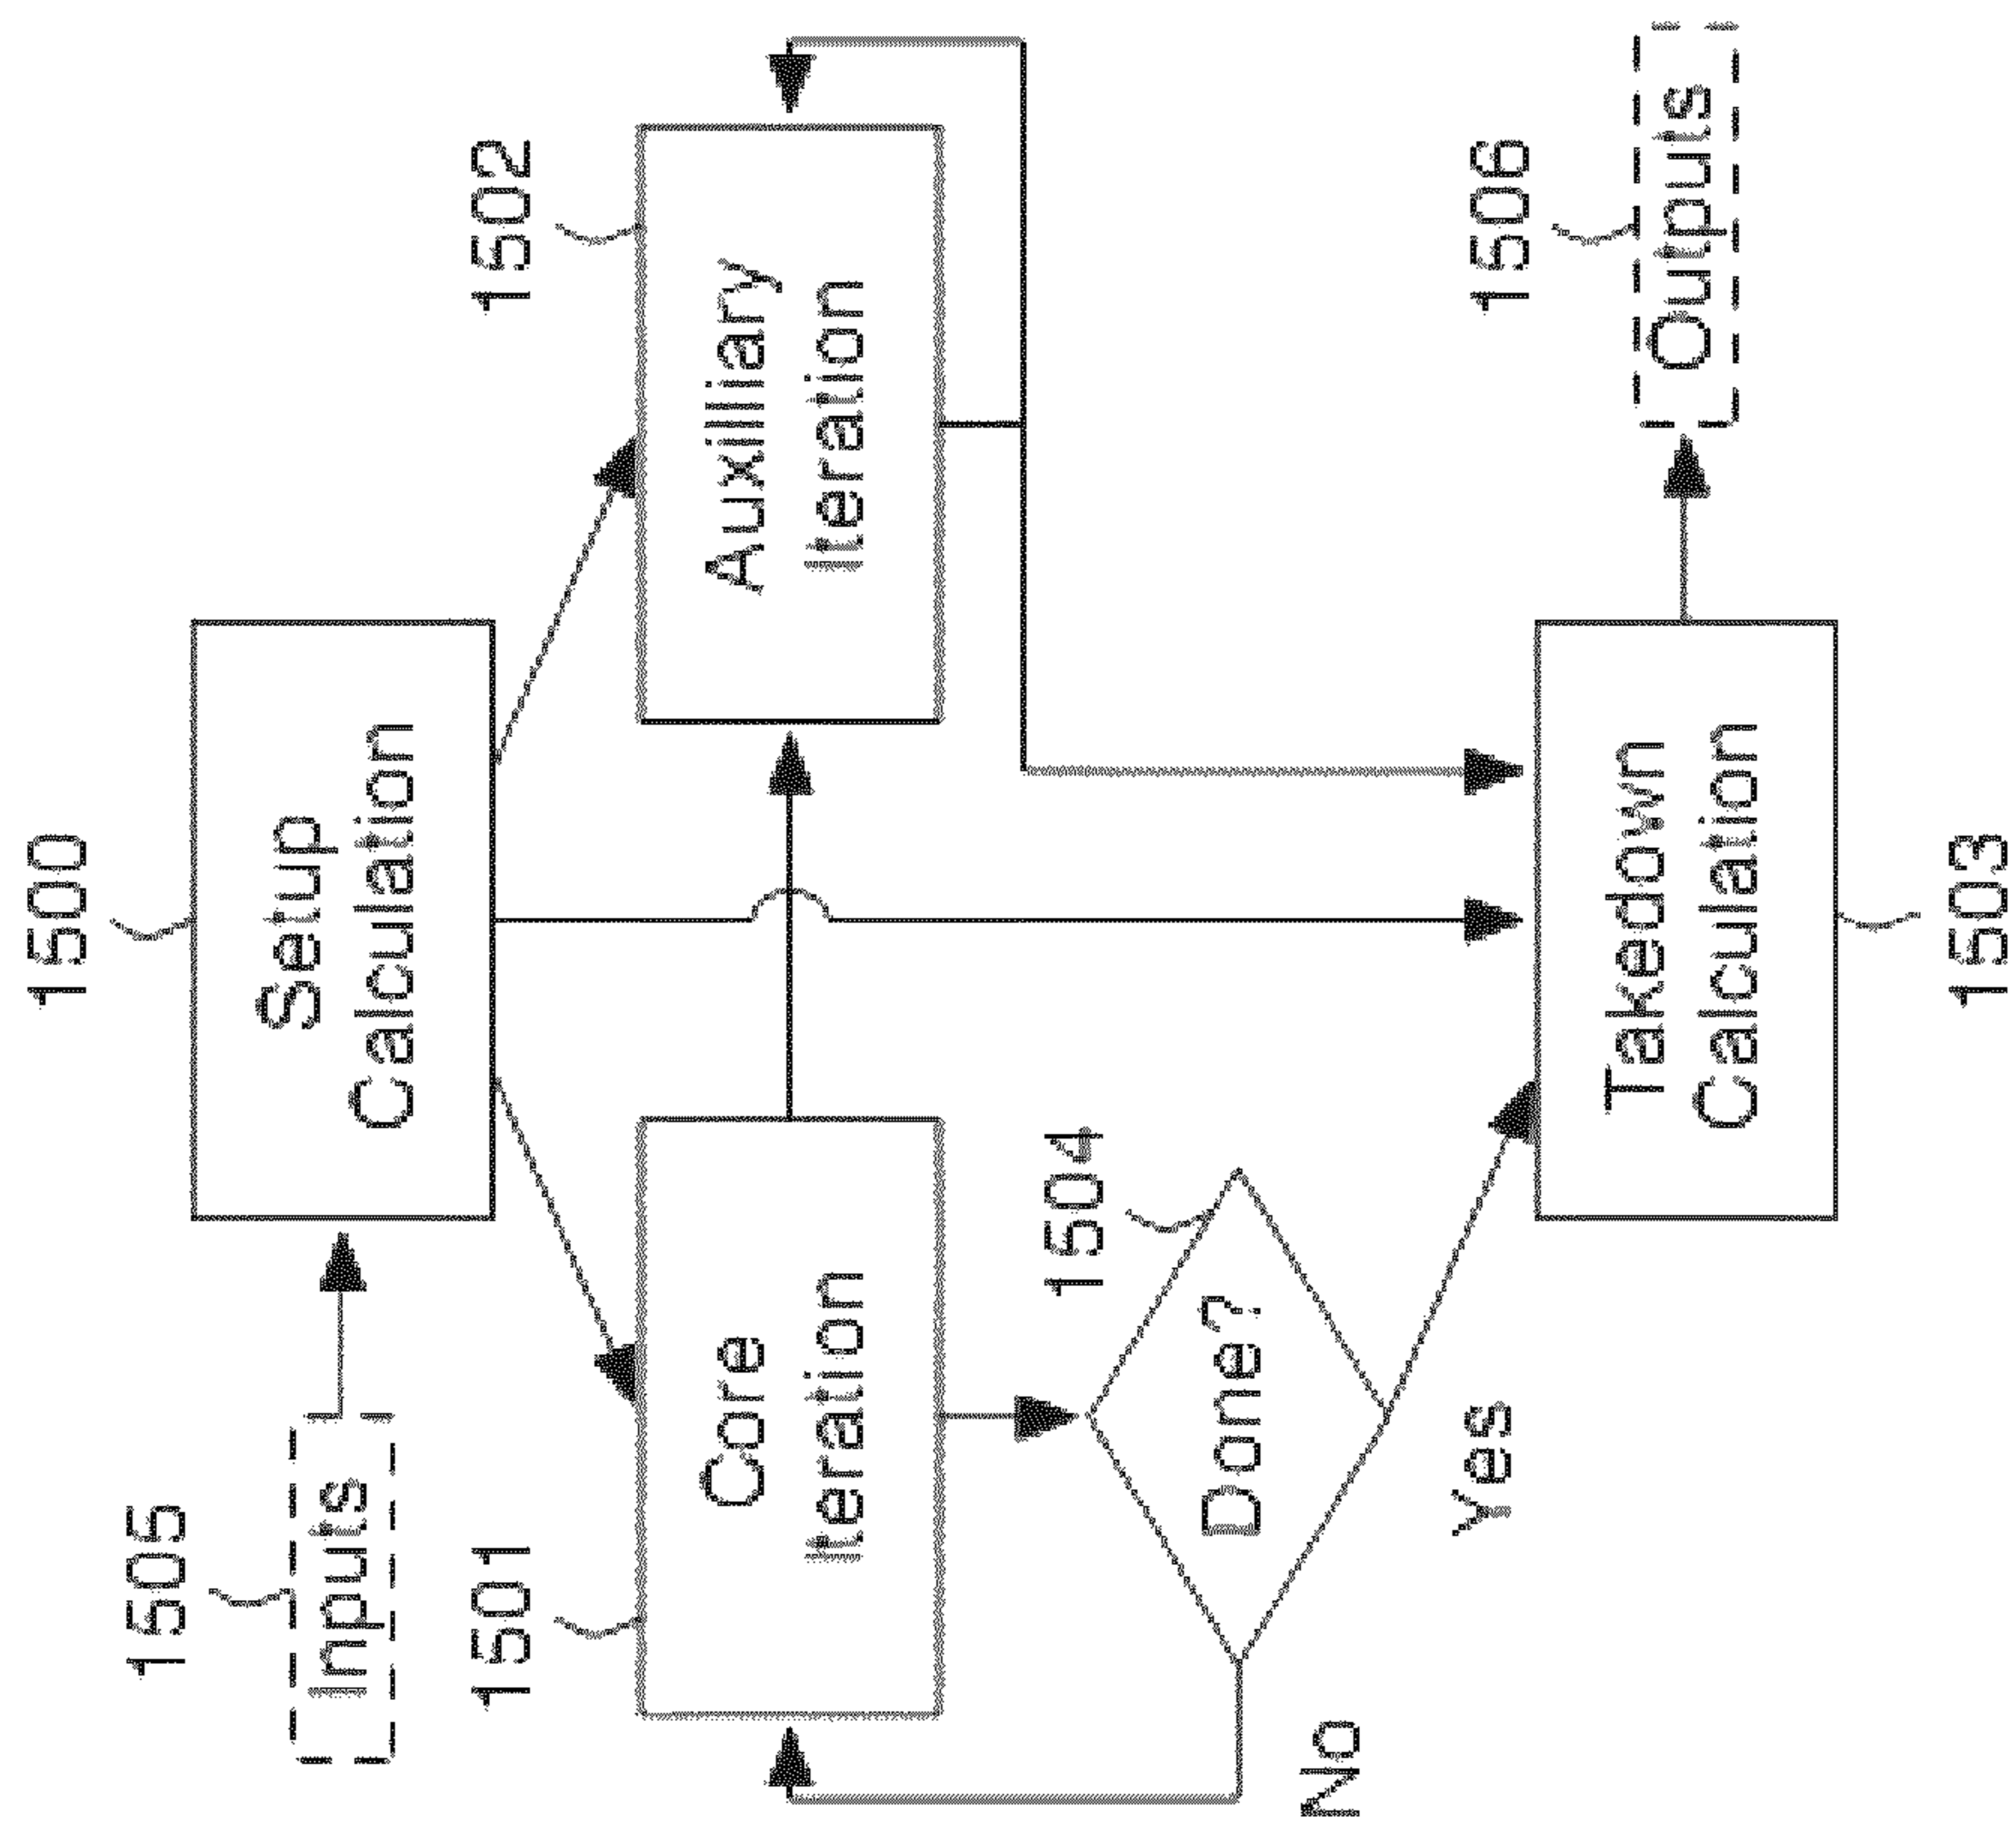 1500
Setup
Calculation
1505
Inputs
1501
Core
Iteration
1502
Auxilliary
Iteration
1504
Done?
No
Yes
1506
Outputs
Takedown
Calculation
1503